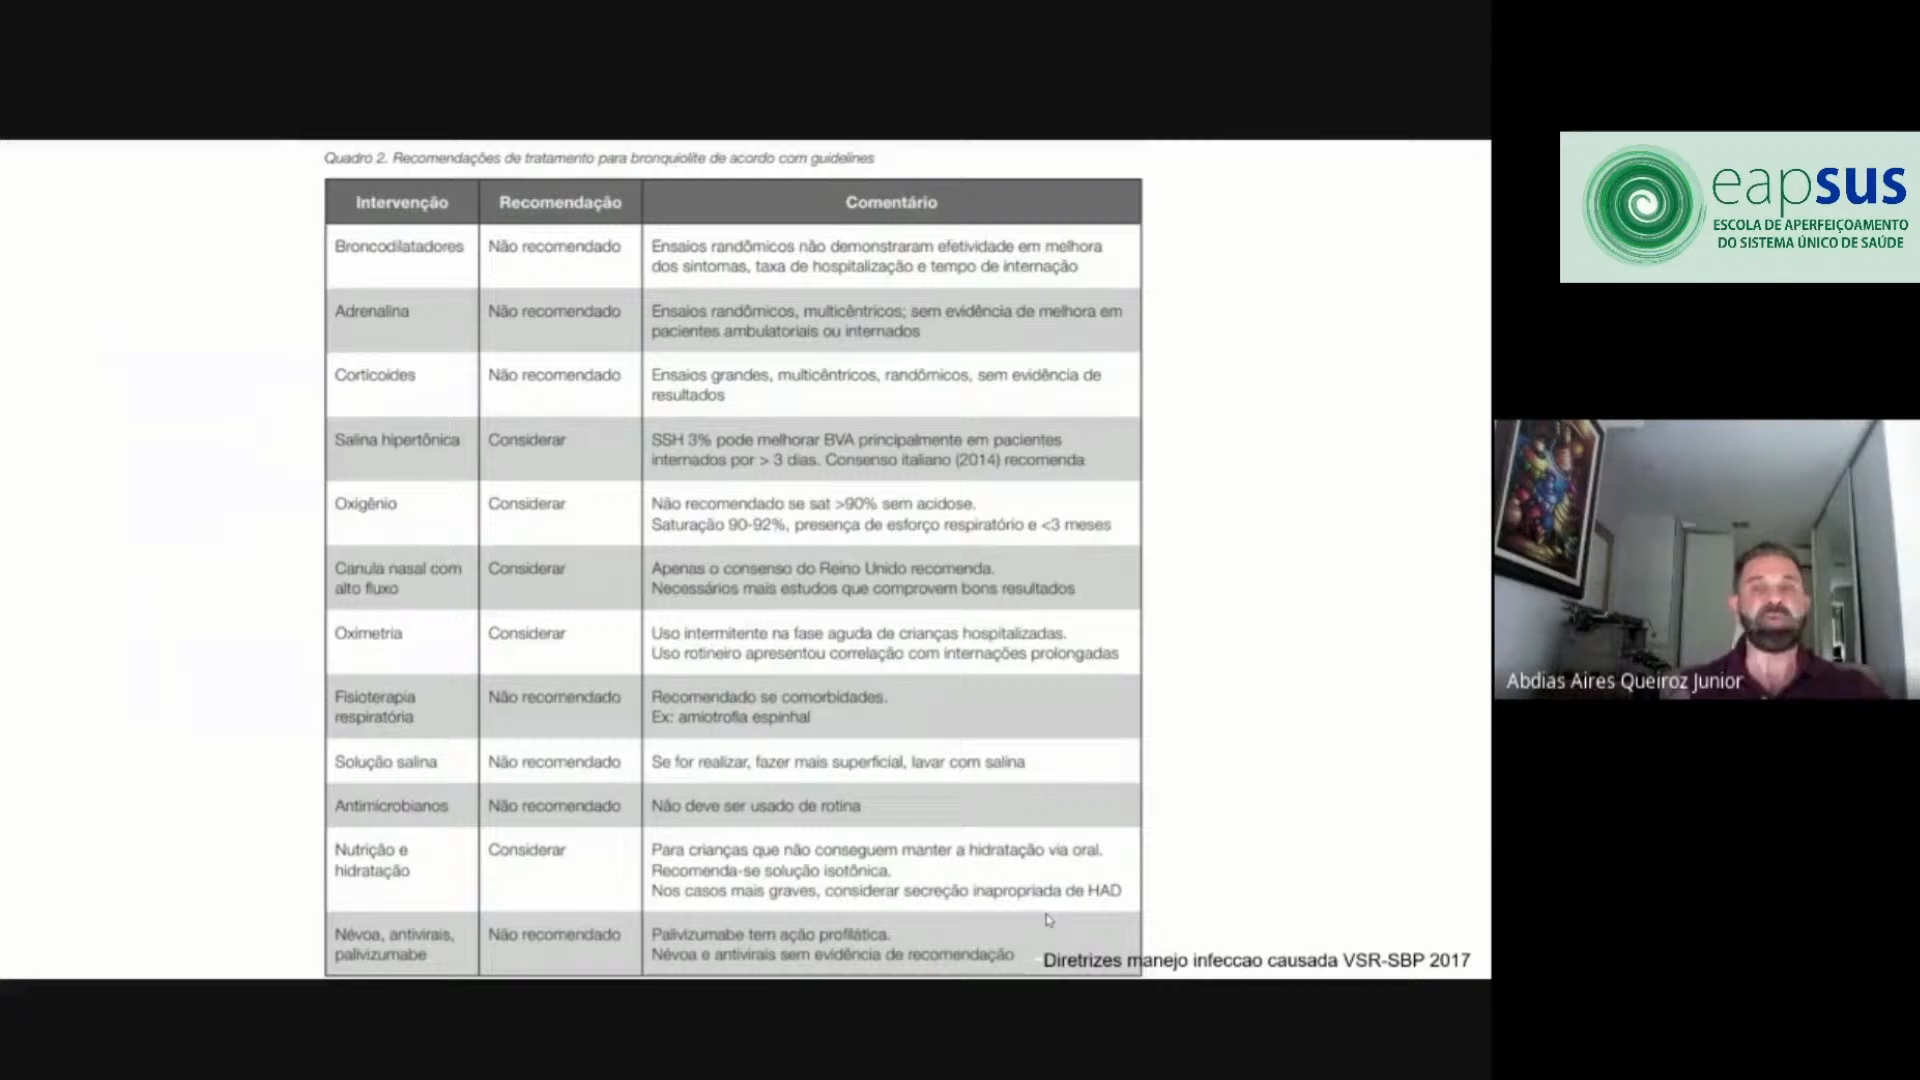 Quadro 2. Recomendações de tratamento para bronquiolite de acordo com guidelines
Intervenção Recomendação Comentário
Broncodilatadores Não recomendado Ensaios randômicos não demonstraram efetividade em melhora
dos sintomas, taxa de hospitalização e tempo de internação
Adrenalina Não recomendado Ensaios randômicos, multicêntricos; sem evidência de melhora em
pacientes ambulatoriais ou internados
Corticoides Não recomendado Ensaios grandes, multicêntricos, randômicos, sem evidência de
resultados
Salina hipertônica Considerar SSH 3% pode melhorar BVA principalmente em pacientes
internados por > 3 dias. Consenso italiano (2014) recomenda
Oxigênio Considerar Não recomendado se sat >90% sem acidose.
Saturação 90-92%, presença de esforço respiratório e <3 meses
Canula nasal com Considerar Apenas o consenso do Reino Unido recomenda.
alto fluxo Necessários mais estudos que comprovem bons resultados
Oximetria Considerar Uso intermitente na fase aguda de crianças hospitalizadas.
Uso rotineiro apresentou correlação com internações prolongadas
Fisioterapia Não recomendado Recomendado se comorbidades.
respiratória Ex: amiotrofia espinhal
Solução salina Não recomendado Se for realizar, fazer mais superficial, lavar com salina
Antimicrobianos Não recomendado Não deve ser usado de rotina
Nutrição e Considerar Para crianças que não conseguem manter a hidratação via oral.
hidratação Recomenda-se solução isotônica.
Nos casos mais graves, considerar secreção inapropriada de HAD
Névoa, antivirais, Não recomendado Palivizumabe tem ação profilática.
palivizumabe Névoa e antivirais sem evidência de recomendação
Diretrizes manejo infeccao causada VSR-SBP 2017
eapsus
ESCOLA DE APERFEIÇOAMENTO
DO SISTEMA ÚNICO DE SAÚDE
Abdias Aires Queiroz Junior